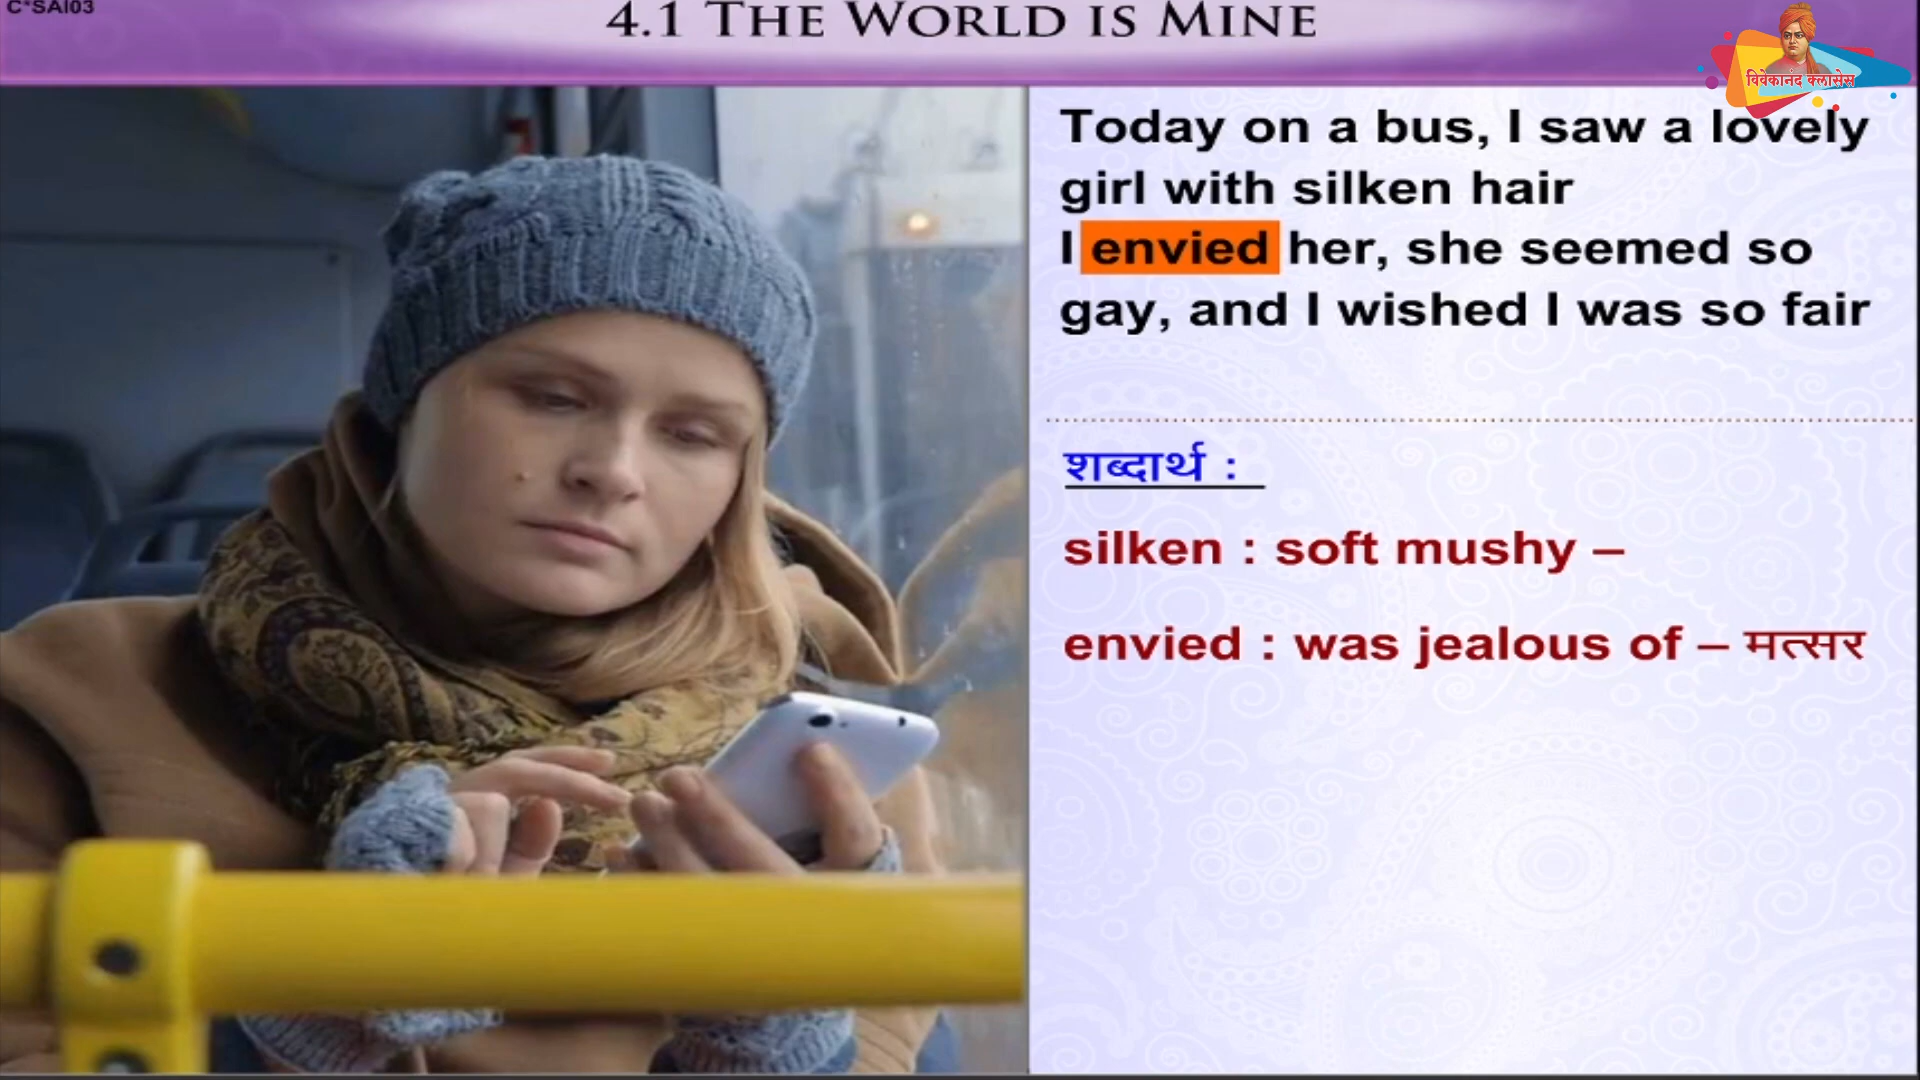 C*SAI03
4.1 THE WORLD IS MINE
विवेकानंद क्लासेस
Today on a bus, I saw a lovely
girl with silken hair
I envied her, she seemed so
gay, and I wished I was so fair
शब्दार्थ :
silken : soft mushy –
envied : was jealous of – मत्सर